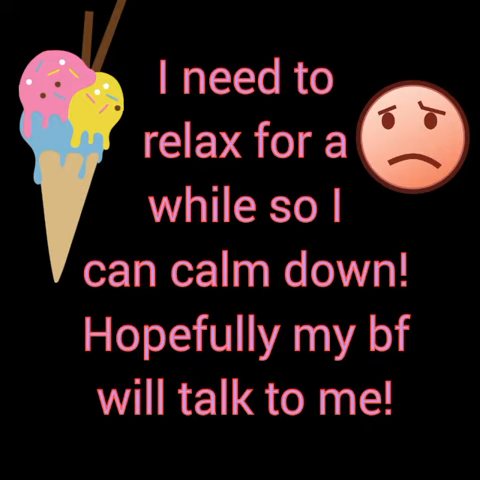 I need to
relax for a
while so I
can calm down!
Hopefully my bf
will talk to me!